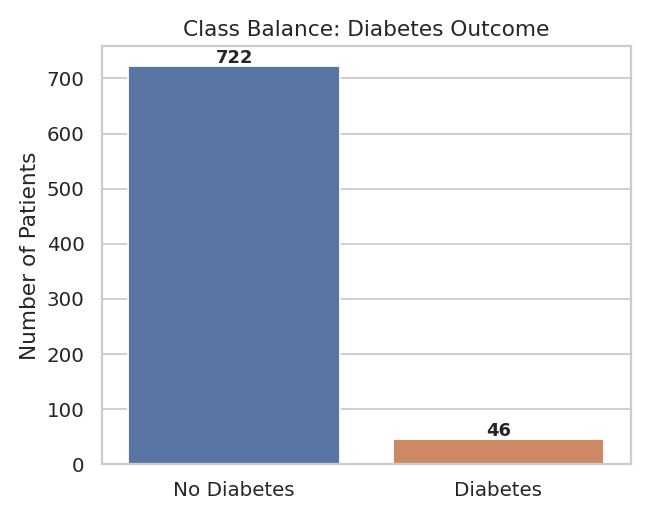 Class Balance: Diabetes Outcome
722
700
600
500
400
300
200
100
0
Number of Patients
46
No Diabetes
Diabetes